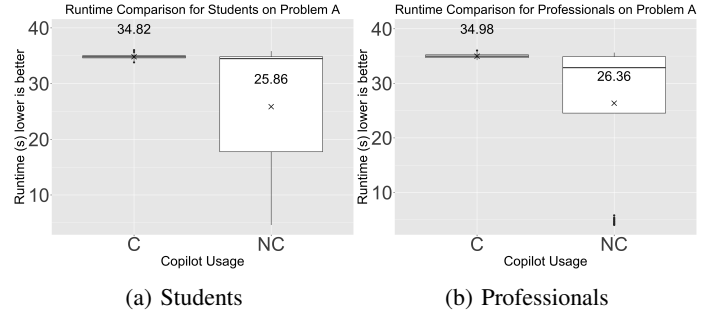 Runtime Comparison for Students on Problem A
40
34.82
30
25.86
20
10
Runtime (s) lower is better
C
NC
Copilot Usage
(a) Students
Runtime Comparison for Professionals on Problem A
40
34.98
30
26.36
20
10
Runtime (s) lower is better
C
NC
Copilot Usage
(b) Professionals